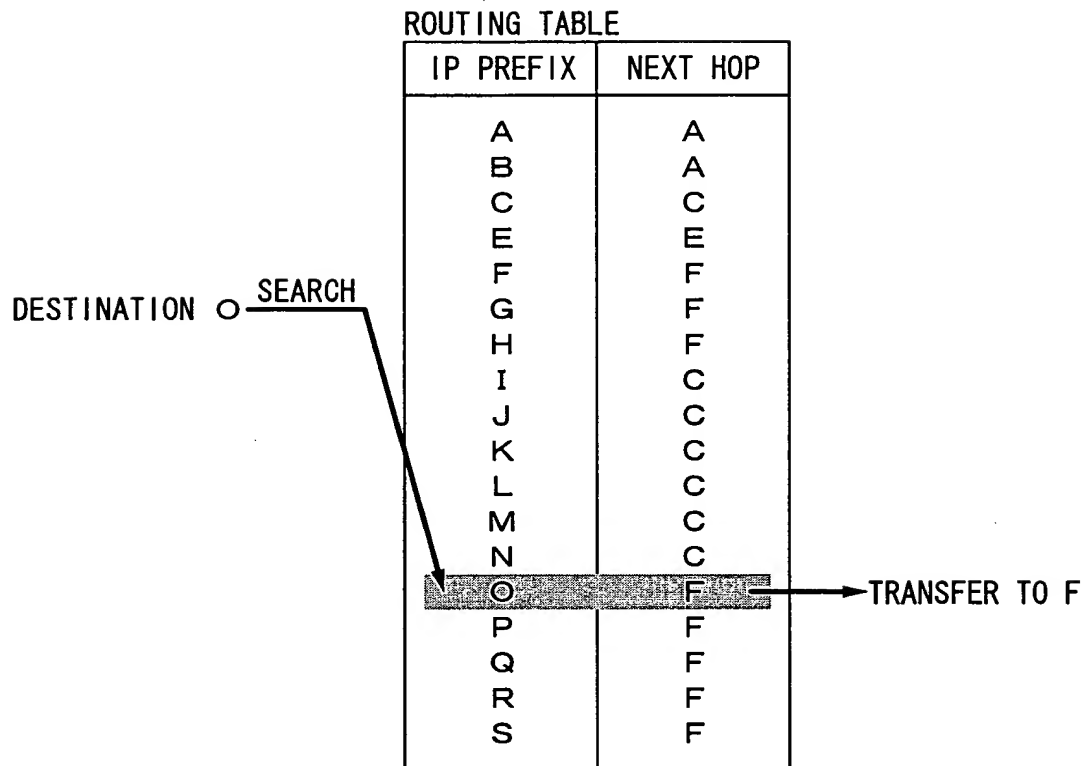 ROUTING TABLE
IP PREFIX NEXT HOP
A A
B A
C C
E E
F F
G F
H F
I C
J C
K C
L C
M C
N C
O F
P F
Q F
R F
S F
DESTINATION O
SEARCH
TRANSFER TO F